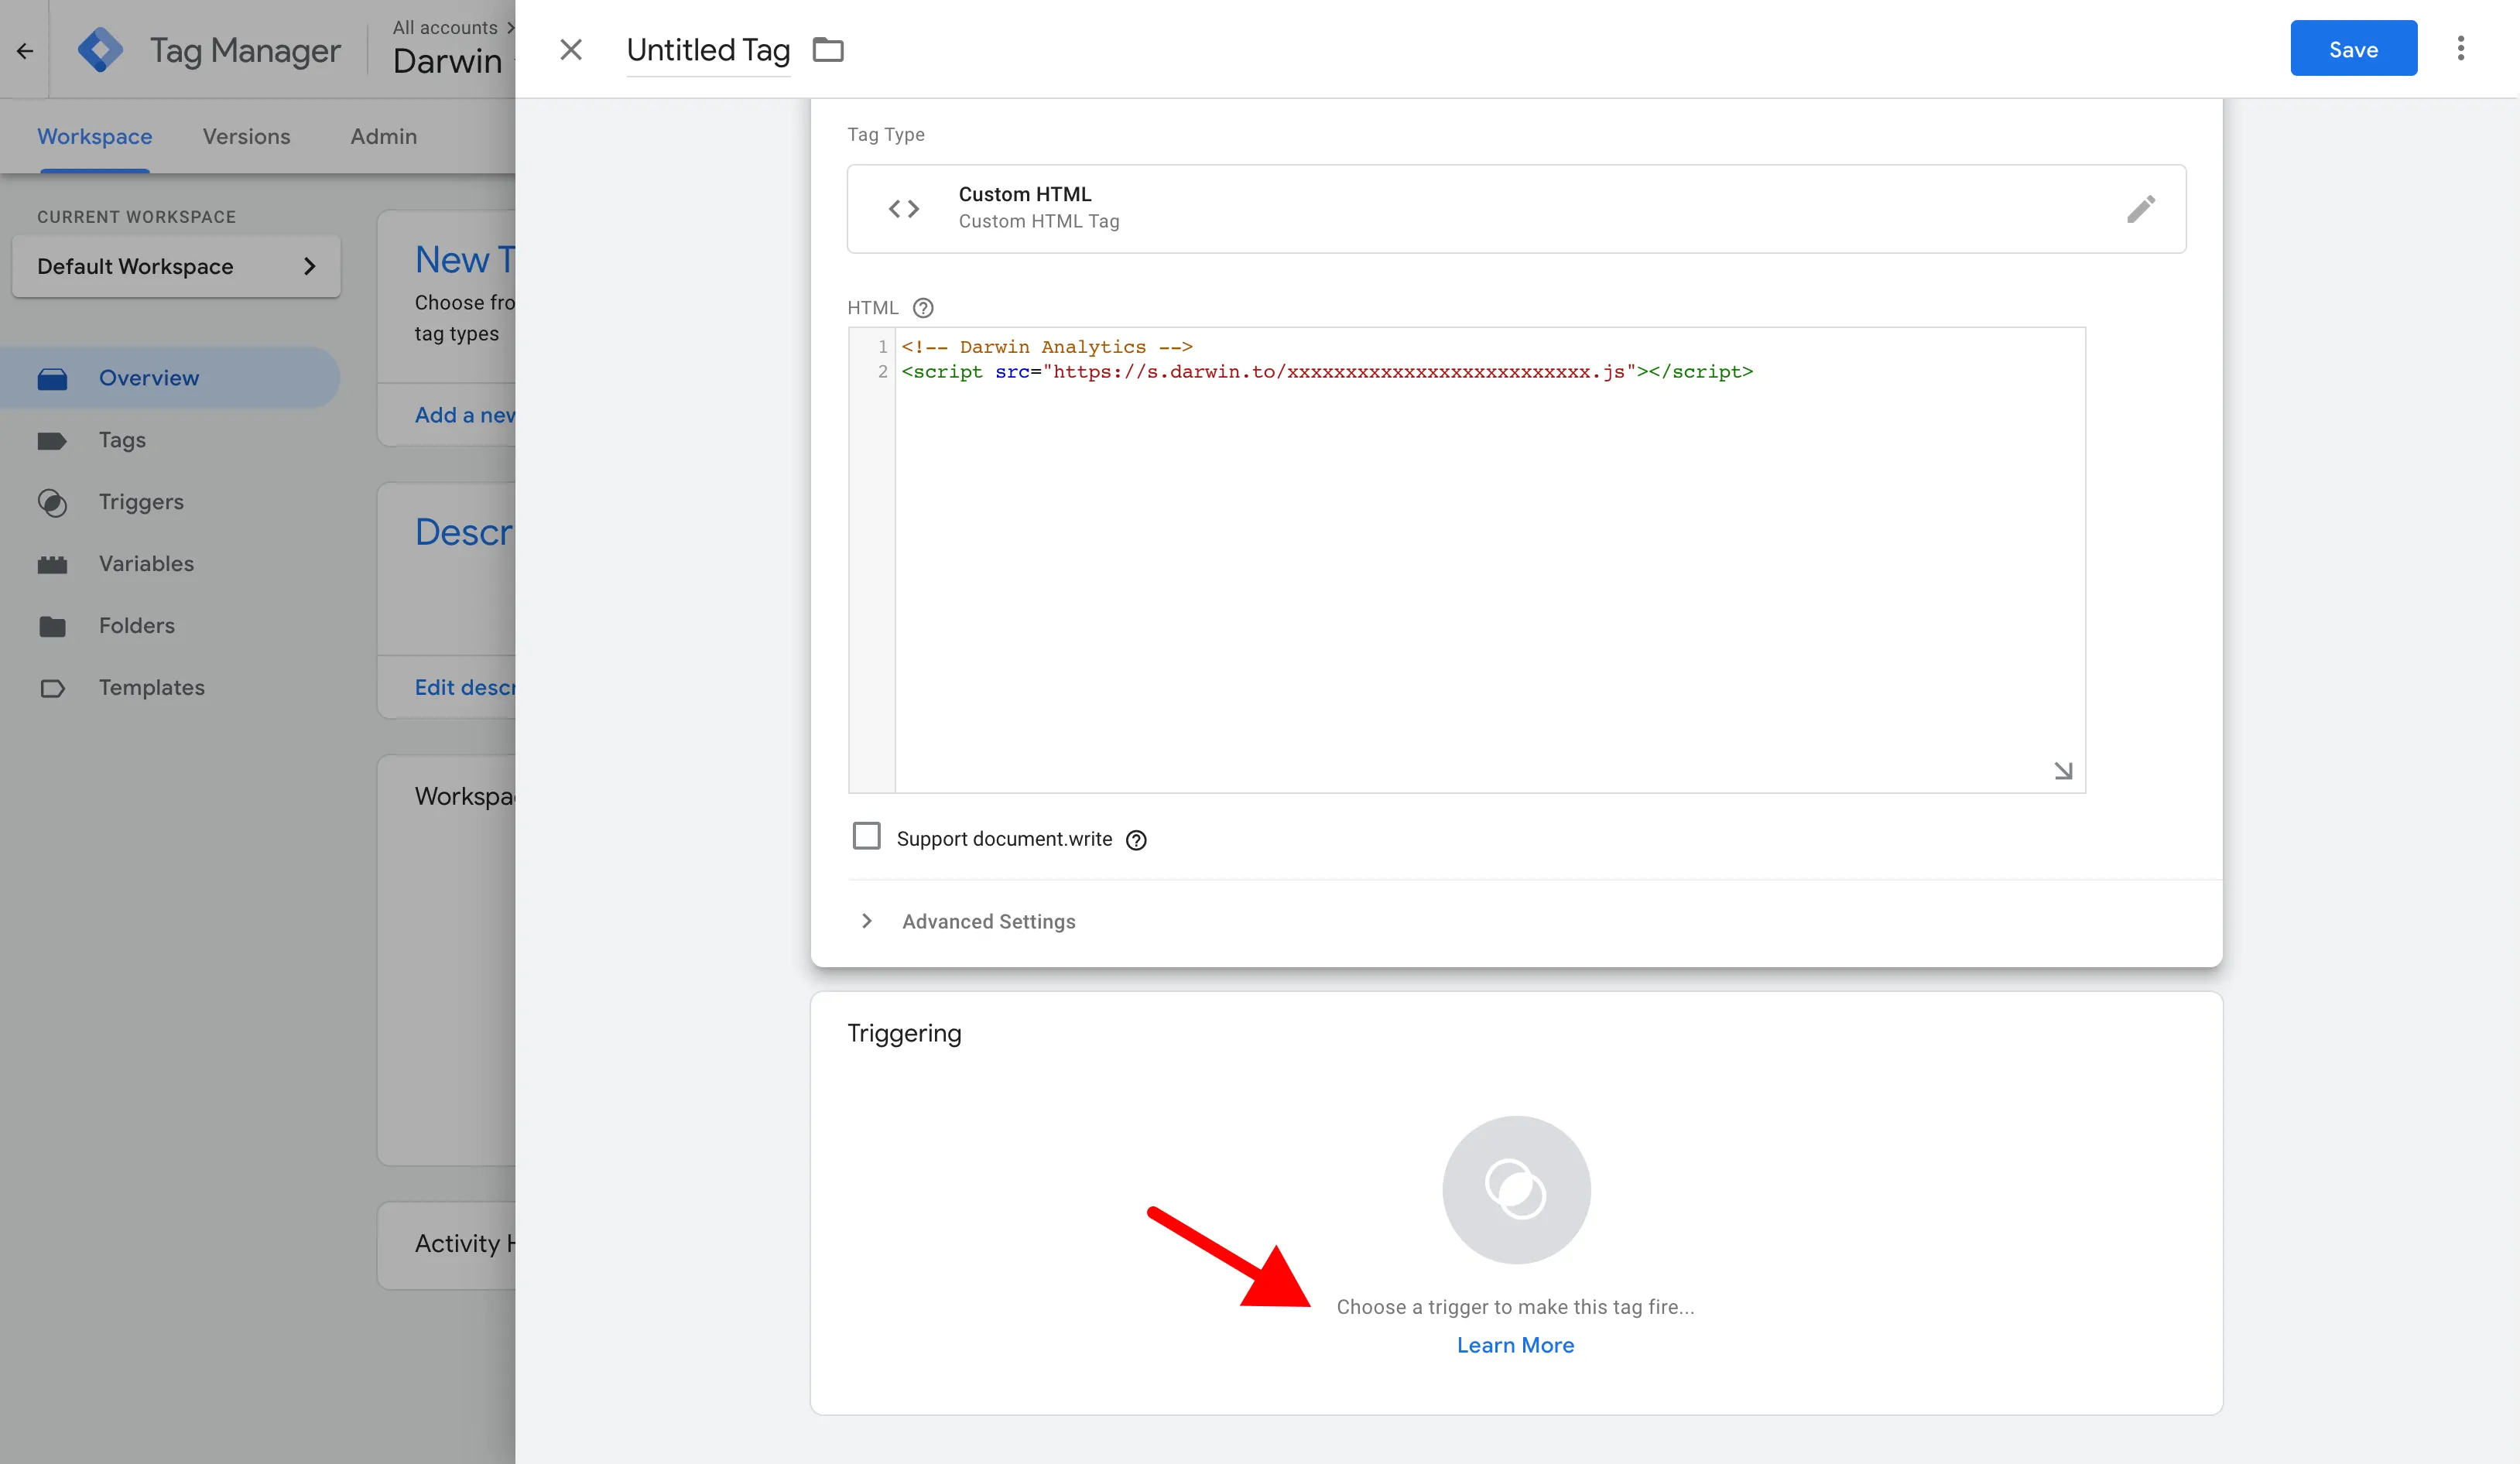 Tag Manager
All accounts >
Darwin
Untitled Tag
Save
Workspace
Versions
Admin
CURRENT WORKSPACE
Default Workspace
Overview
Tags
Triggers
Variables
Folders
Templates
New T
Choose fro
tag types
Add a new
Descr
Edit descr
Workspa
Activity H
Tag Type
Custom HTML
Custom HTML Tag
HTML
1 <!-- Darwin Analytics -->
2 <script src="https://s.darwin.to/xxxxxxxxxxxxxxxxxxxxxxxxxx.js"></script>
Support document.write
Advanced Settings
Triggering
Choose a trigger to make this tag fire...
Learn More